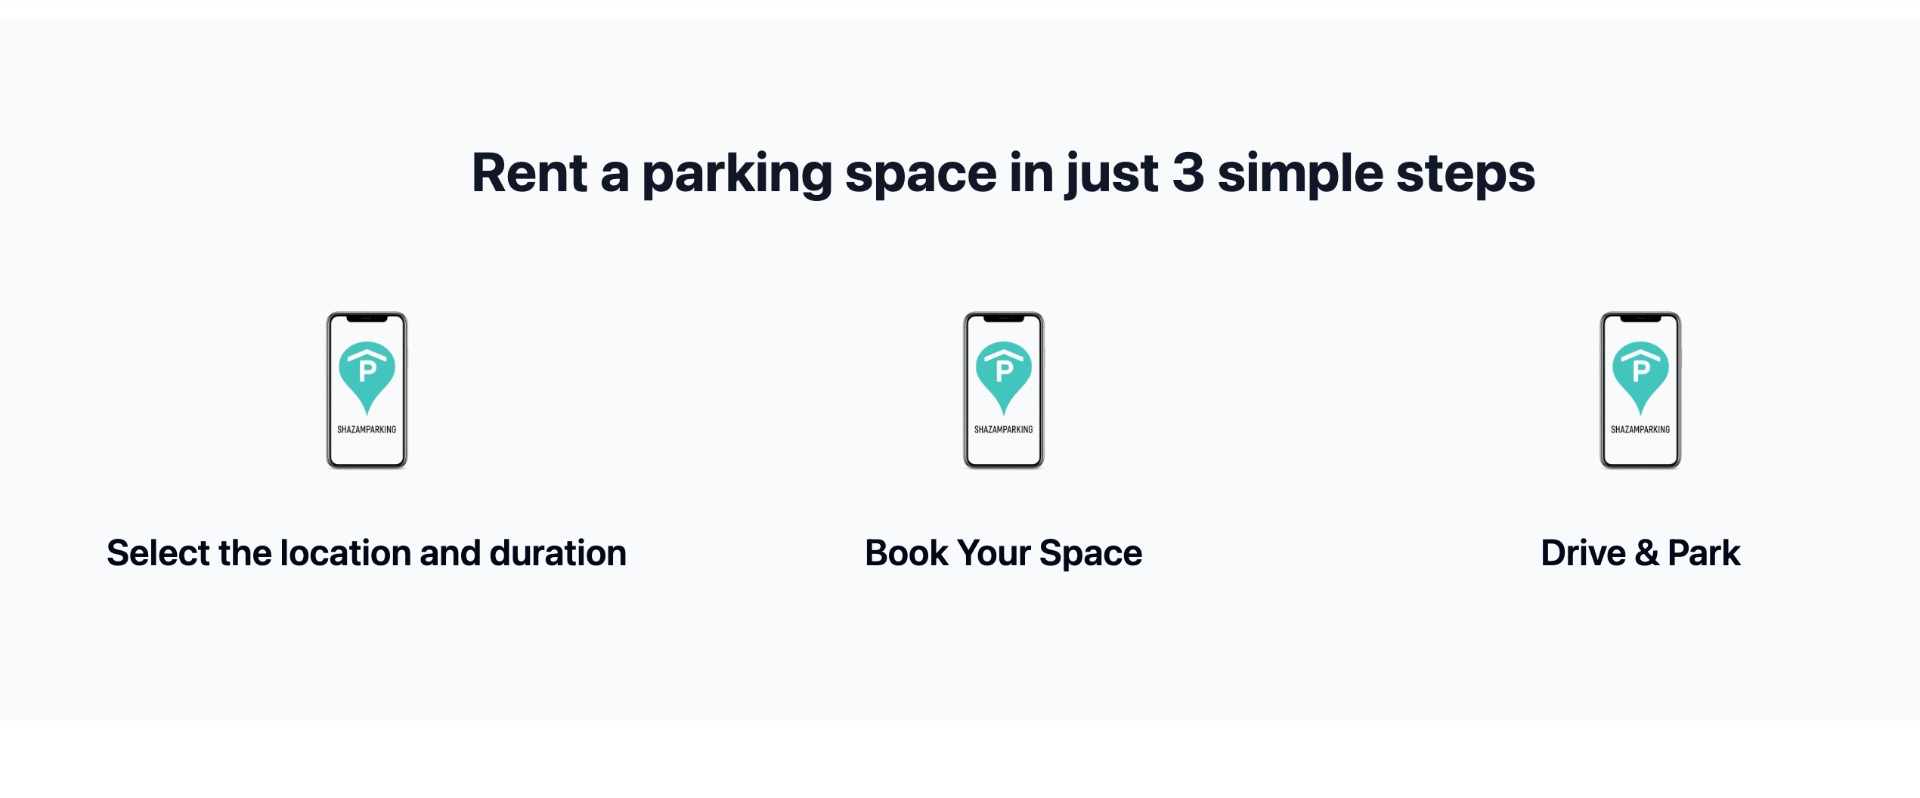 Rent a parking space in just 3 simple steps
P
SHAZAMPARKING
P
SHAZAMPARKING
P
SHAZAMPARKING
Select the location and duration
Book Your Space
Drive & Park